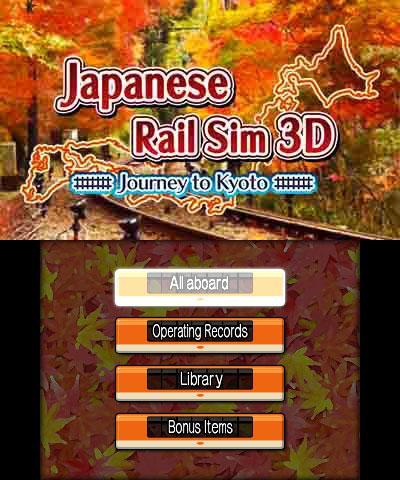 Japanese
Rail Sim 3D
Journey to Kyoto
All aboard
Operating Records
Library
Bonus Items